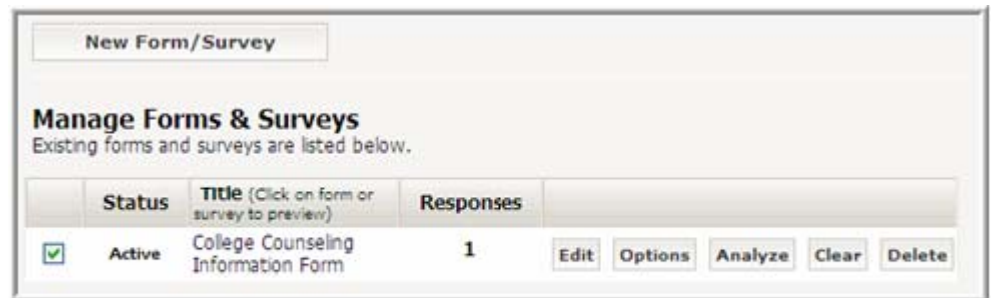 New Form/Survey
Manage Forms & Surveys
Existing forms and surveys are listed below.
Status
Title (Click on form or
survey to preview)
Responses
Active
College Counseling
Information Form
1
Edit
Options
Analyze
Clear
Delete